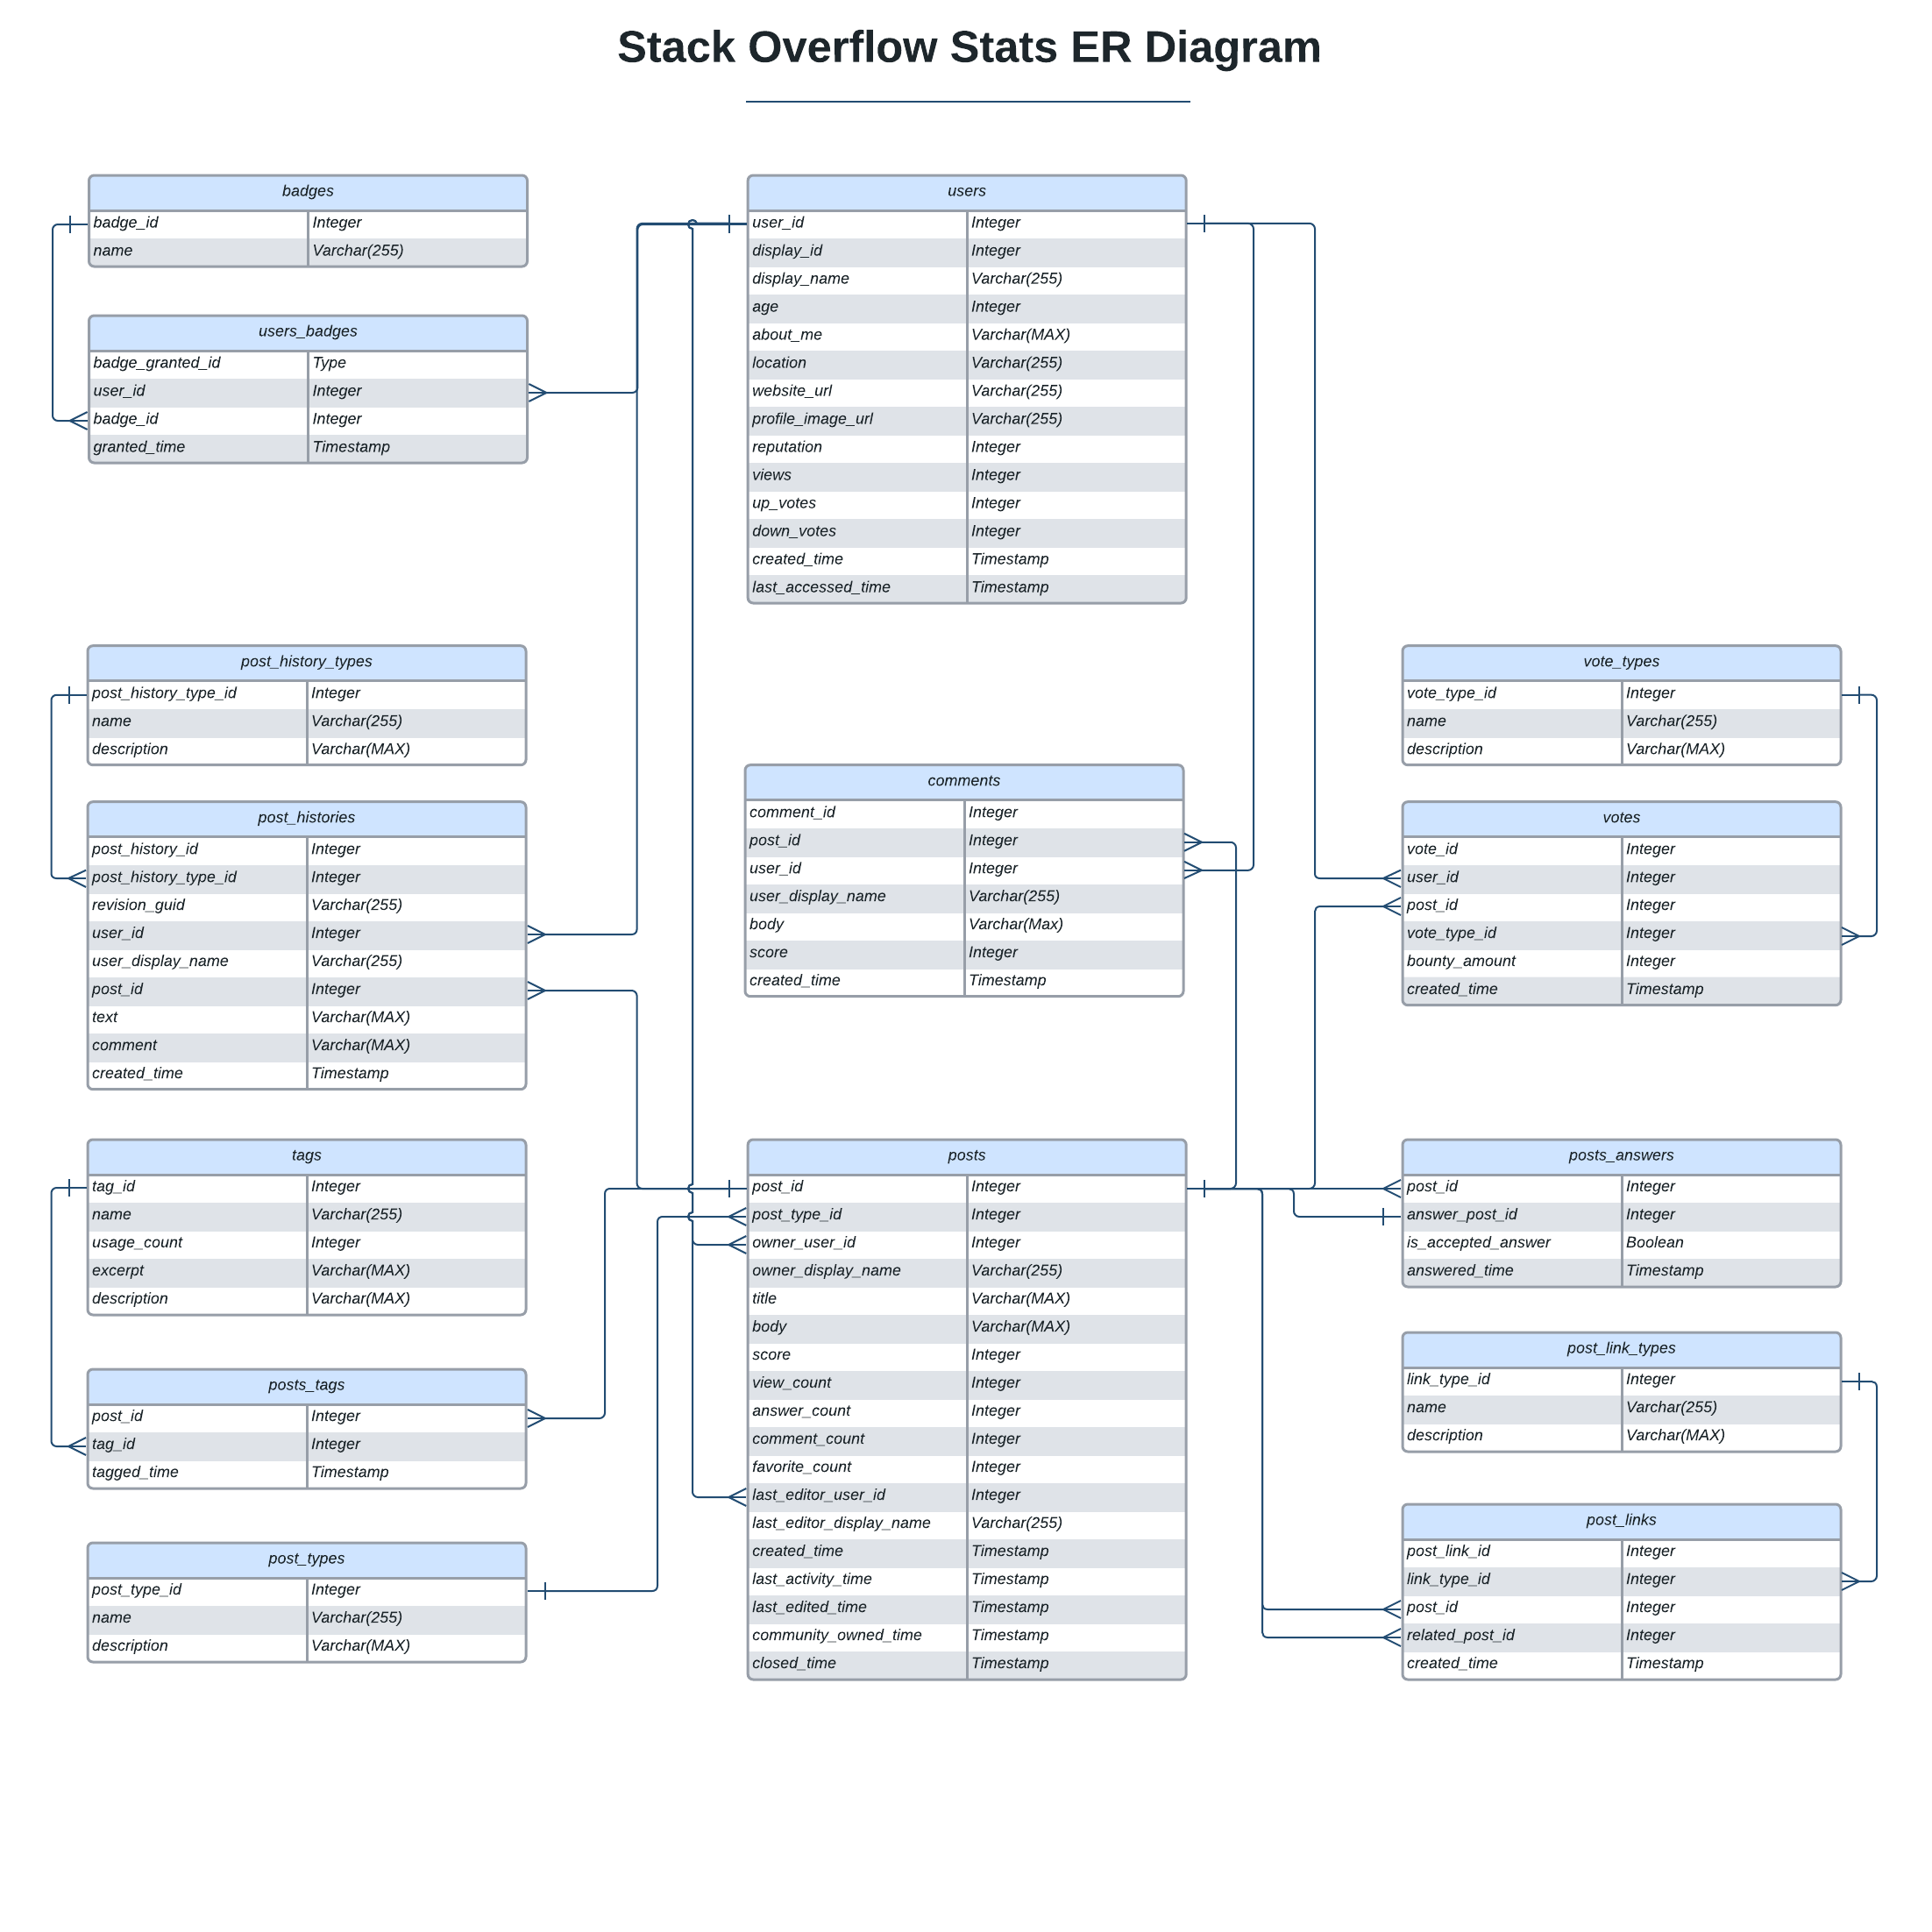 Stack Overflow Stats ER Diagram
badges
badge_id Integer
name Varchar(255)
users_badges
badge_granted_id Type
user_id Integer
badge_id Integer
granted_time Timestamp
post_history_types
post_history_type_id Integer
name Varchar(255)
description Varchar(MAX)
post_histories
post_history_id Integer
post_history_type_id Integer
revision_guid Varchar(255)
user_id Integer
user_display_name Varchar(255)
post_id Integer
text Varchar(MAX)
comment Varchar(MAX)
created_time Timestamp
tags
tag_id Integer
name Varchar(255)
usage_count Integer
excerpt Varchar(MAX)
description Varchar(MAX)
posts_tags
post_id Integer
tag_id Integer
tagged_time Timestamp
post_types
post_type_id Integer
name Varchar(255)
description Varchar(MAX)
users
user_id Integer
display_id Integer
display_name Varchar(255)
age Integer
about_me Varchar(MAX)
location Varchar(255)
website_url Varchar(255)
profile_image_url Varchar(255)
reputation Integer
views Integer
up_votes Integer
down_votes Integer
created_time Timestamp
last_accessed_time Timestamp
comments
comment_id Integer
post_id Integer
user_id Integer
user_display_name Varchar(255)
body Varchar(Max)
score Integer
created_time Timestamp
posts
post_id Integer
post_type_id Integer
owner_user_id Integer
owner_display_name Varchar(255)
title Varchar(MAX)
body Varchar(MAX)
score Integer
view_count Integer
answer_count Integer
comment_count Integer
favorite_count Integer
last_editor_user_id Integer
last_editor_display_name Varchar(255)
created_time Timestamp
last_activity_time Timestamp
last_edited_time Timestamp
community_owned_time Timestamp
closed_time Timestamp
vote_types
vote_type_id Integer
name Varchar(255)
description Varchar(MAX)
votes
vote_id Integer
user_id Integer
post_id Integer
vote_type_id Integer
bounty_amount Integer
created_time Timestamp
posts_answers
post_id Integer
answer_post_id Integer
is_accepted_answer Boolean
answered_time Timestamp
post_link_types
link_type_id Integer
name Varchar(255)
description Varchar(MAX)
post_links
post_link_id Integer
link_type_id Integer
post_id Integer
related_post_id Integer
created_time Timestamp